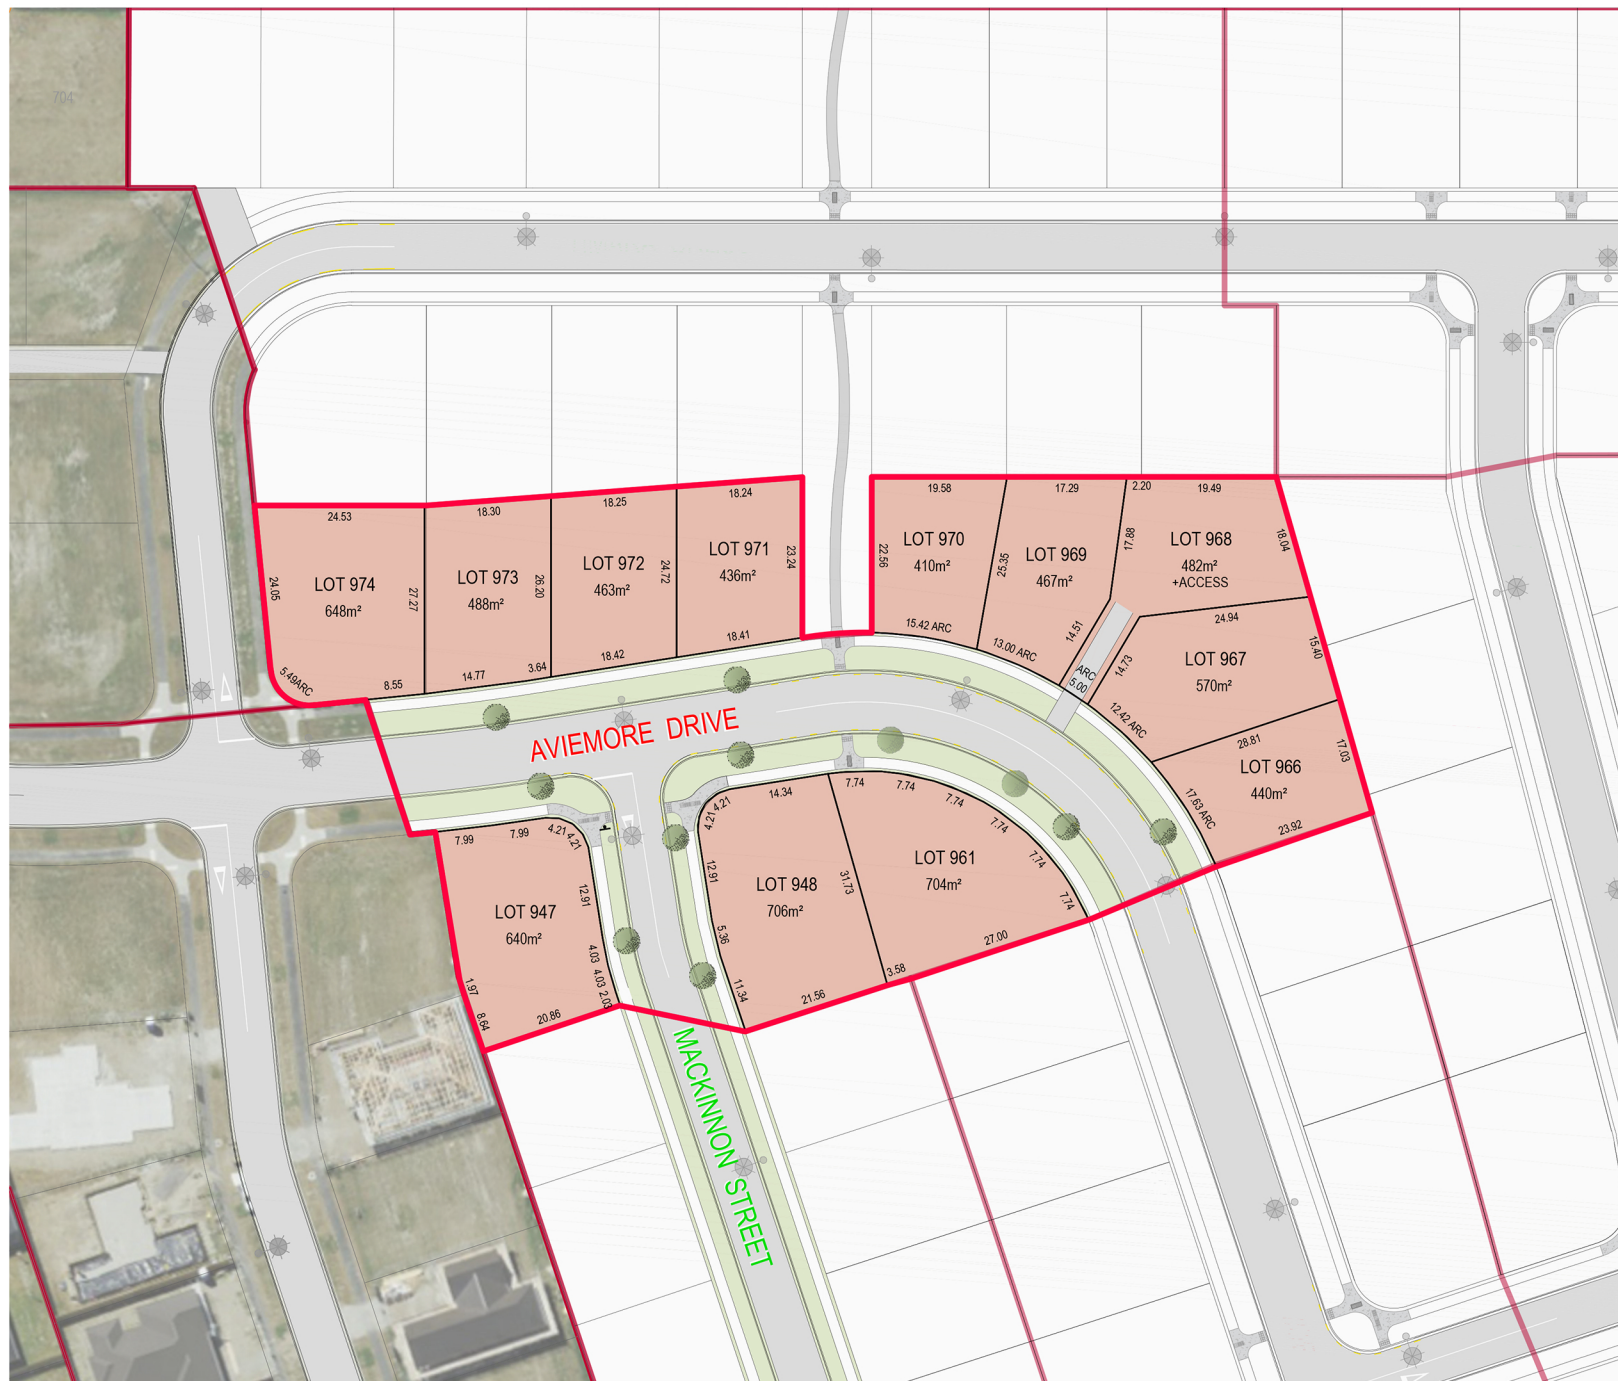 704
24.53
18.30
18.25
18.24
19.58
17.29
2.20
19.49
LOT 974
648m²
24.05
27.27
5.49ARC
8.55
LOT 973
488m²
26.20
14.77
3.64
LOT 972
463m²
24.72
18.42
LOT 971
436m²
23.24
18.41
LOT 970
410m²
22.56
25.35
15.42 ARC
LOT 969
467m²
17.88
14.51
13.00 ARC
LOT 968
482m²
+ACCESS
18.04
ARC
5.00
LOT 967
570m²
24.94
14.73
15.40
12.42 ARC
LOT 966
440m²
28.81
17.03
17.63 ARC
23.92
AVIEMORE DRIVE
LOT 947
640m²
7.99
7.99
4.21
4.21
12.91
4.03
4.03
2.03
1.97
8.64
20.86
LOT 948
706m²
4.21
4.21
14.34
12.91
5.36
11.34
31.73
21.56
LOT 961
704m²
7.74
7.74
7.74
7.74
7.74
7.74
3.58
27.00
MACKINNON STREET